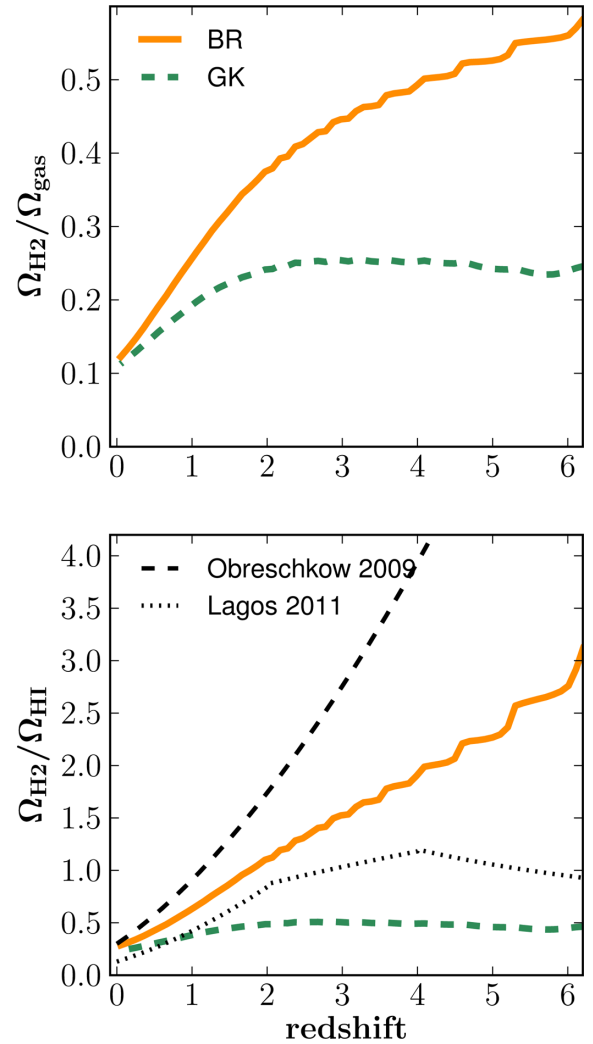 BR
GK
Ω_H2/Ω_gas
0.5
0.4
0.3
0.2
0.1
0.0
0 1 2 3 4 5 6
Obreschkow 2009
Lagos 2011
Ω_H2/Ω_HI
4.0
3.5
3.0
2.5
2.0
1.5
1.0
0.5
0.0
0 1 2 3 4 5 6
redshift